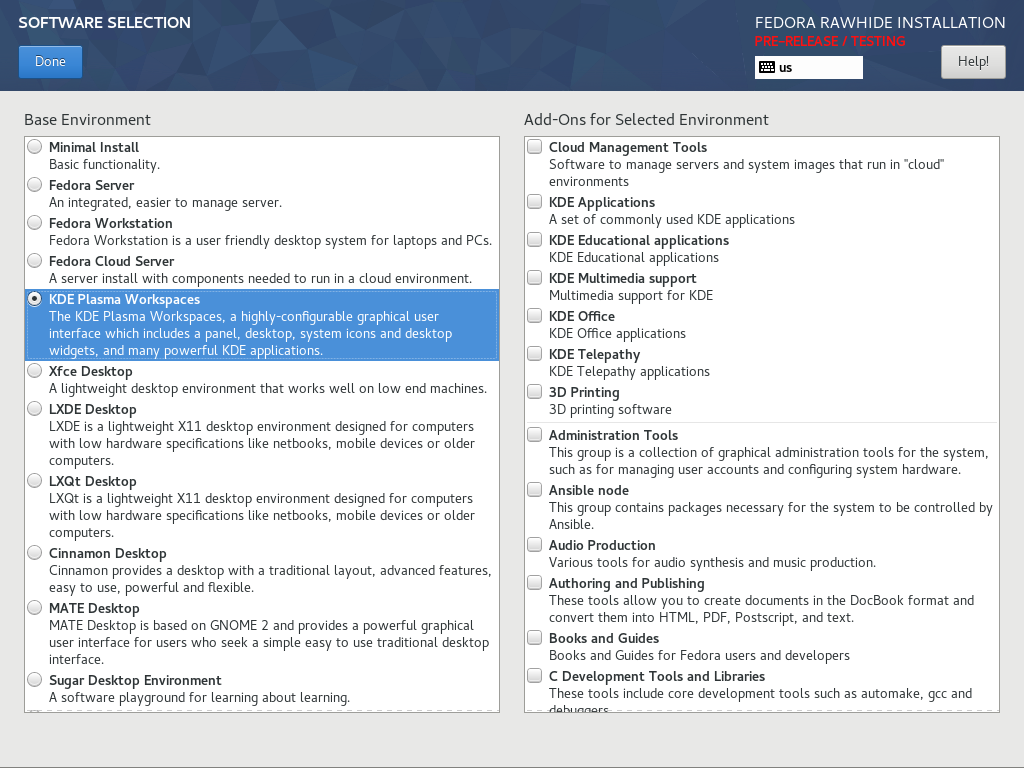 SOFTWARE SELECTION
Done
FEDORA RAWHIDE INSTALLATION
PRE-RELEASE / TESTING
us
Help!
Base Environment
Minimal Install
Basic functionality.
Fedora Server
An integrated, easier to manage server.
Fedora Workstation
Fedora Workstation is a user friendly desktop system for laptops and PCs.
Fedora Cloud Server
A server install with components needed to run in a cloud environment.
KDE Plasma Workspaces
The KDE Plasma Workspaces, a highly-configurable graphical user
interface which includes a panel, desktop, system icons and desktop
widgets, and many powerful KDE applications.
Xfce Desktop
A lightweight desktop environment that works well on low end machines.
LXDE Desktop
LXDE is a lightweight X11 desktop environment designed for computers
with low hardware specifications like netbooks, mobile devices or older
computers.
LXQt Desktop
LXQt is a lightweight X11 desktop environment designed for computers
with low hardware specifications like netbooks, mobile devices or older
computers.
Cinnamon Desktop
Cinnamon provides a desktop with a traditional layout, advanced features,
easy to use, powerful and flexible.
MATE Desktop
MATE Desktop is based on GNOME 2 and provides a powerful graphical
user interface for users who seek a simple easy to use traditional desktop
interface.
Sugar Desktop Environment
A software playground for learning about learning.
Add-Ons for Selected Environment
Cloud Management Tools
Software to manage servers and system images that run in "cloud"
environments
KDE Applications
A set of commonly used KDE applications
KDE Educational applications
KDE Educational applications
KDE Multimedia support
Multimedia support for KDE
KDE Office
KDE Office applications
KDE Telepathy
KDE Telepathy applications
3D Printing
3D printing software
Administration Tools
This group is a collection of graphical administration tools for the system,
such as for managing user accounts and configuring system hardware.
Ansible node
This group contains packages necessary for the system to be controlled by
Ansible.
Audio Production
Various tools for audio synthesis and music production.
Authoring and Publishing
These tools allow you to create documents in the DocBook format and
convert them into HTML, PDF, Postscript, and text.
Books and Guides
Books and Guides for Fedora users and developers
C Development Tools and Libraries
These tools include core development tools such as automake, gcc and
debuggers